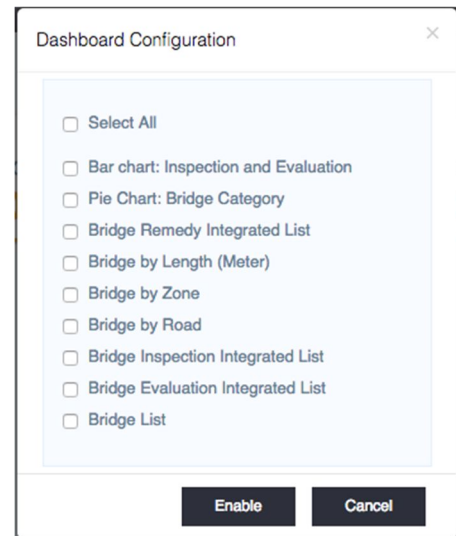 Dashboard Configuration
Select All
Bar chart: Inspection and Evaluation
Pie Chart: Bridge Category
Bridge Remedy Integrated List
Bridge by Length (Meter)
Bridge by Zone
Bridge by Road
Bridge Inspection Integrated List
Bridge Evaluation Integrated List
Bridge List
Enable Cancel